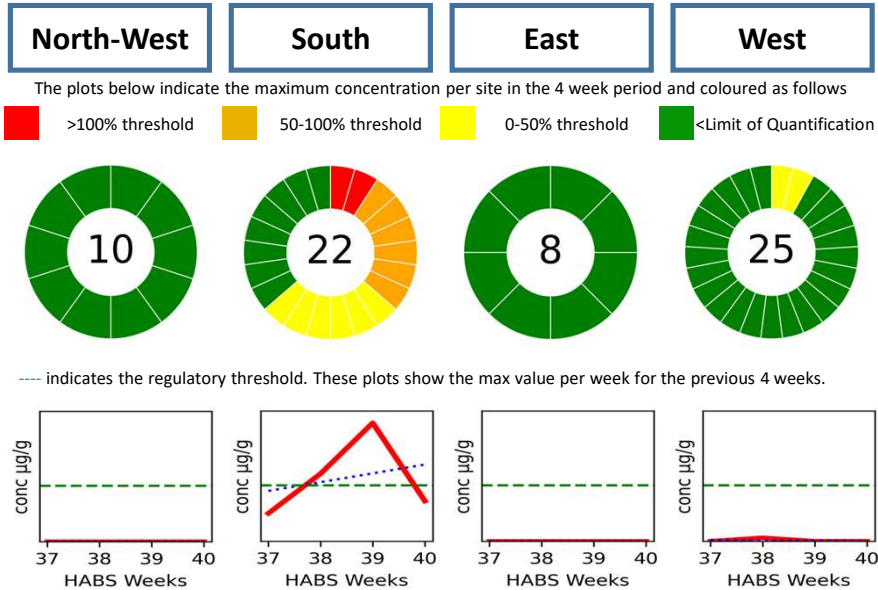 North-West South East West
The plots below indicate the maximum concentration per site in the 4 week period and coloured as follows
>100% threshold 50-100% threshold 0-50% threshold <Limit of Quantification
10 22 8 25
---- indicates the regulatory threshold. These plots show the max value per week for the previous 4 weeks.
conc µg/g conc µg/g conc µg/g conc µg/g
37 38 39 40 37 38 39 40 37 38 39 40 37 38 39 40
HABS Weeks HABS Weeks HABS Weeks HABS Weeks